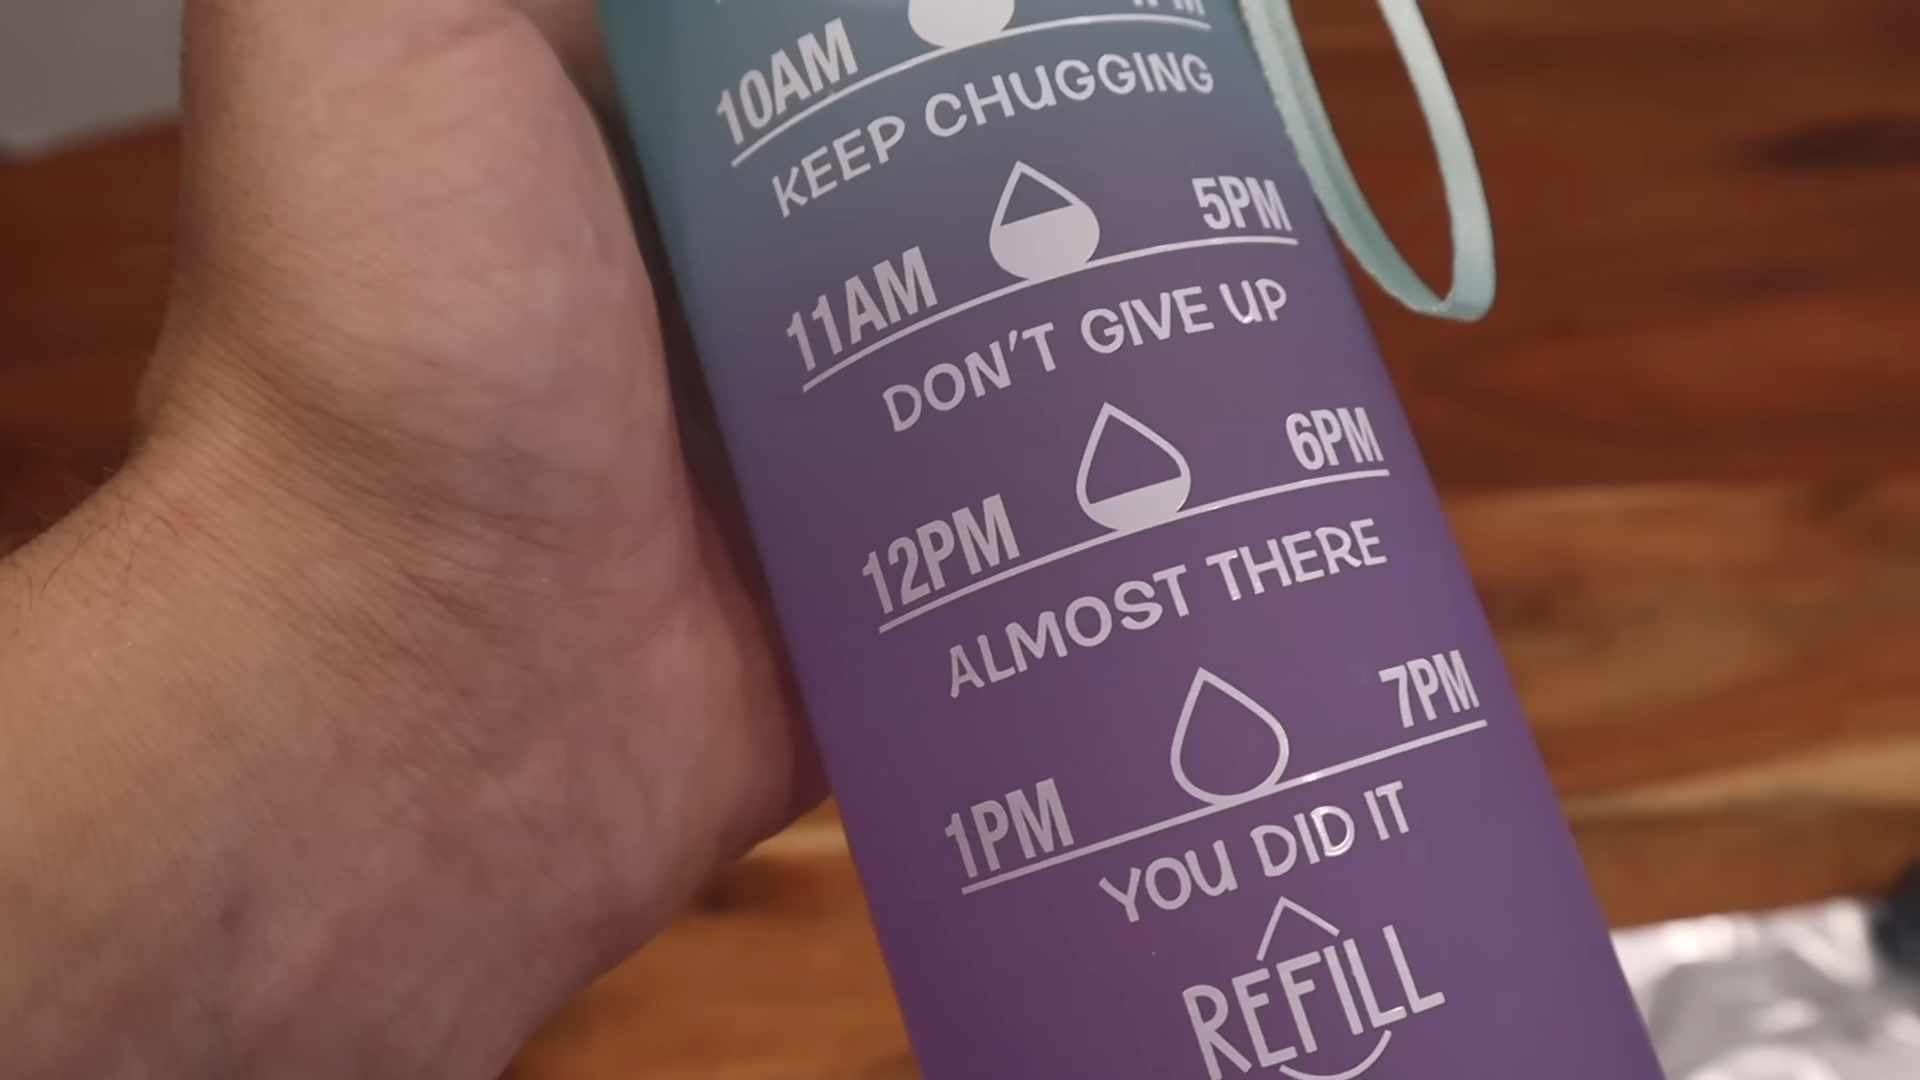 10AM
KEEP CHUGGING
11AM 5PM
DON'T GIVE UP
12PM 6PM
ALMOST THERE
1PM 7PM
YOU DID IT
REFILL